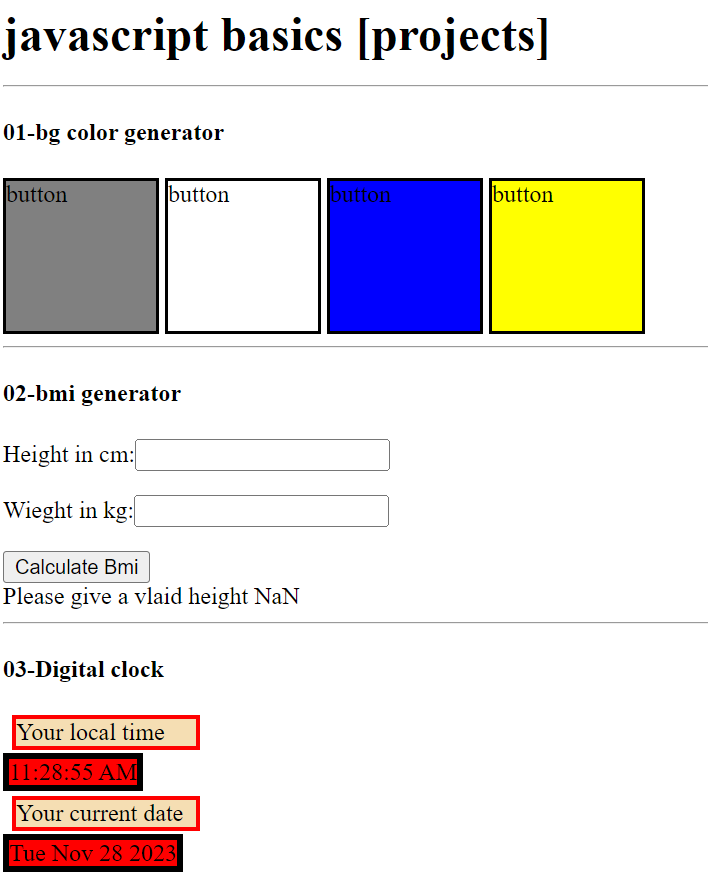 javascript basics [projects]
01-bg color generator
button button button button
02-bmi generator
Height in cm:
Wieght in kg:
Calculate Bmi
Please give a vlaid height NaN
03-Digital clock
Your local time
11:28:55 AM
Your current date
Tue Nov 28 2023